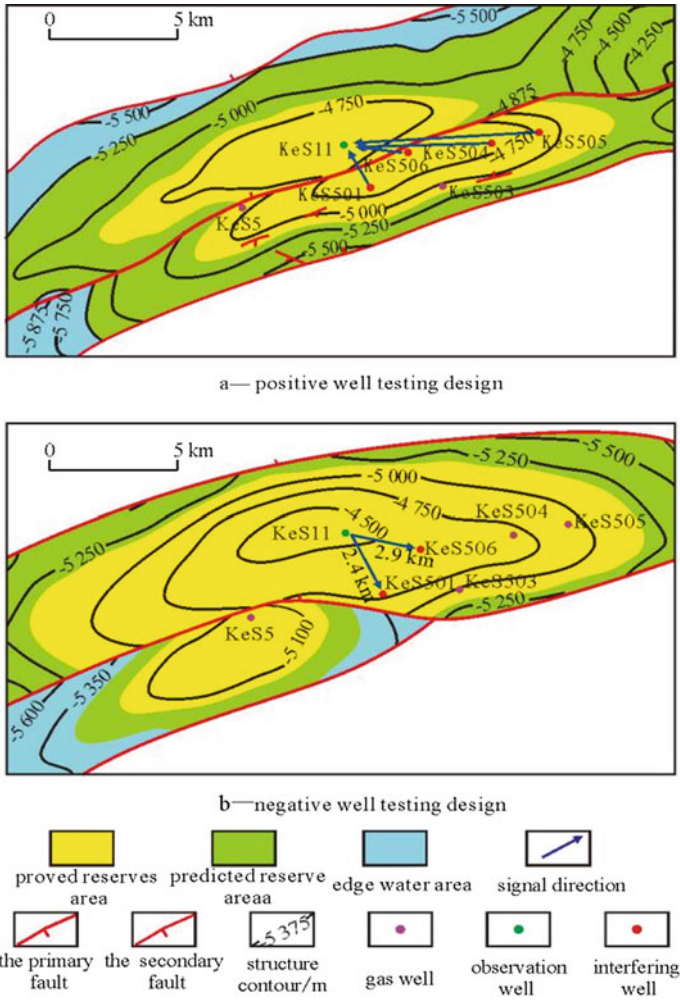 0 5 km
-5 500
-4 750
-4 500
-4 250
-5 500
-5 250
-5 000
-4 750
-4 875
KeS11
KeS504
KeS505
KeS506
-4 750
KeS501
KeS503
KeS5
-5 000
-5 250
-5 500
-5 875
-5 750
a— positive well testing design
0 5 km
-5 250
-5 500
-5 000
-4 750
-4 500
KeS504
KeS505
KeS11
KeS506
2.9 km
-5 250
2.4 km
KeS501
KeS503
-5 250
KeS5
-5 100
-5 350
-5 600
b—negative well testing design
proved reserves area
predicted reserve areaa
edge water area
signal direction
-5 375
the primary fault
the secondary fault
structure contour/m
gas well
observation well
interfering well